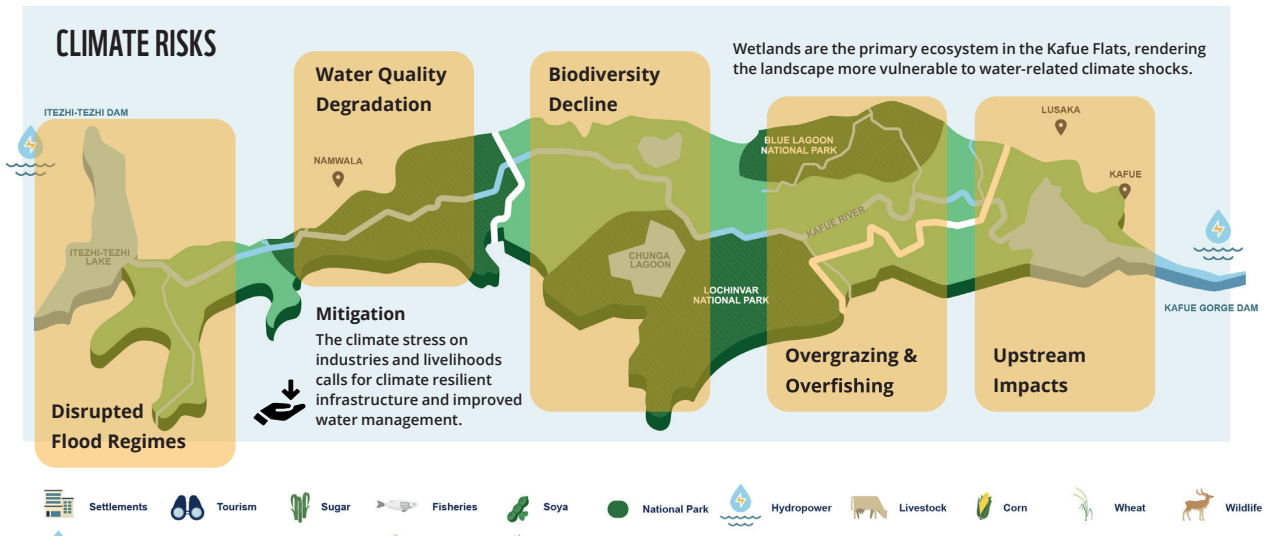 CLIMATE RISKS
Wetlands are the primary ecosystem in the Kafue Flats, rendering
the landscape more vulnerable to water-related climate shocks.
Water Quality
Degradation
Biodiversity
Decline
ITEZHI-TEZHI DAM
LUSAKA
BLUE LAGOON
NATIONAL PARK
NAMWALA
KAFUE
KAFUE RIVER
ITEZHI-TEZHI
LAKE
CHUNGA
LAGOON
LOCHINVAR
NATIONAL PARK
KAFUE GORGE DAM
Mitigation
The climate stress on
industries and livelihoods
calls for climate resilient
infrastructure and improved
water management.
Overgrazing &
Overfishing
Upstream
Impacts
Disrupted
Flood Regimes
Settlements
Tourism
Sugar
Fisheries
Soya
National Park
Hydropower
Livestock
Corn
Wheat
Wildlife